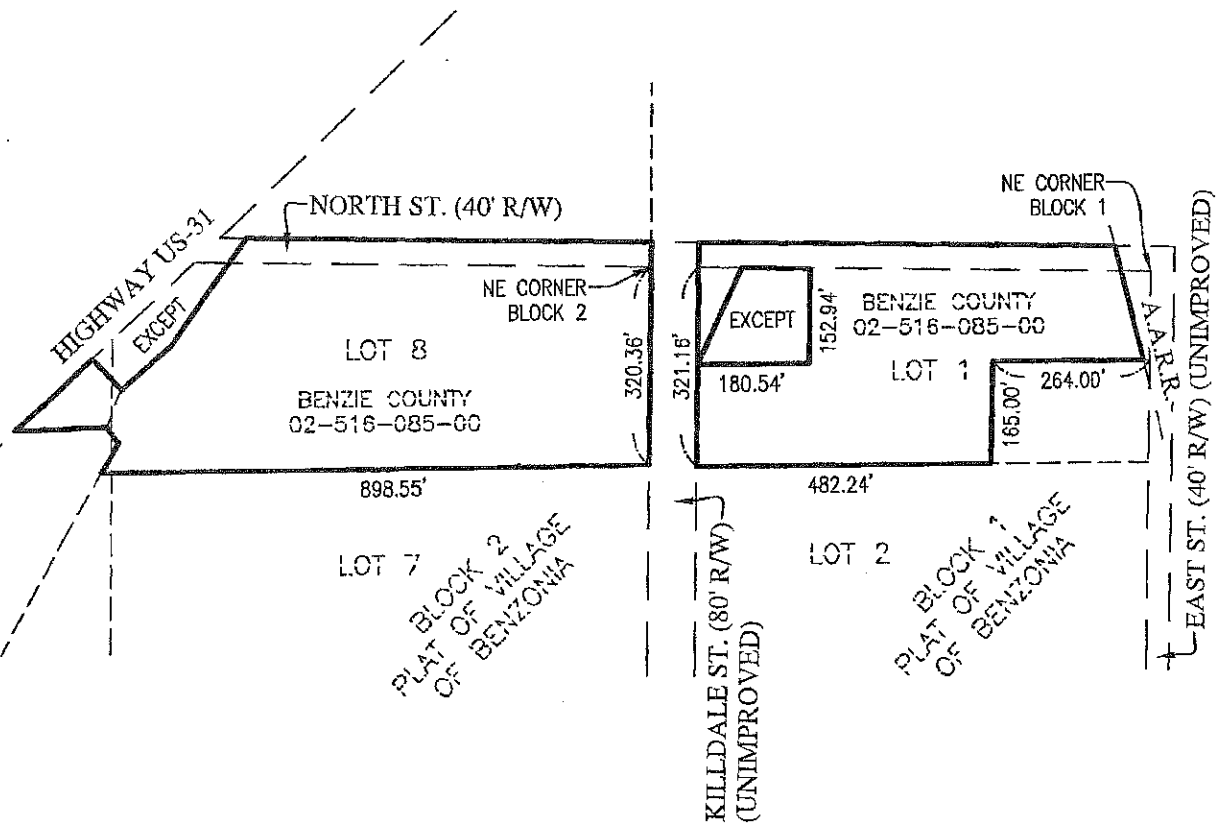 NORTH ST. (40' R/W)
HIGHWAY US-31
EXCEPT
NE CORNER
BLOCK 2
LOT 8
BENZIE COUNTY
02-516-085-00
320.36'
898.55'
LOT 7
BLOCK 2
PLAT OF VILLAGE
OF BENZONIA
NE CORNER
BLOCK 1
321.16'
EXCEPT
152.94'
180.54'
BENZIE COUNTY
02-516-085-00
LOT 1
264.00'
165.00'
A.A.R.R.
482.24'
LOT 2
BLOCK 1
PLAT OF VILLAGE
OF BENZONIA
KILLDALE ST. (80' R/W)
(UNIMPROVED)
EAST ST. (40' R/W) (UNIMPROVED)